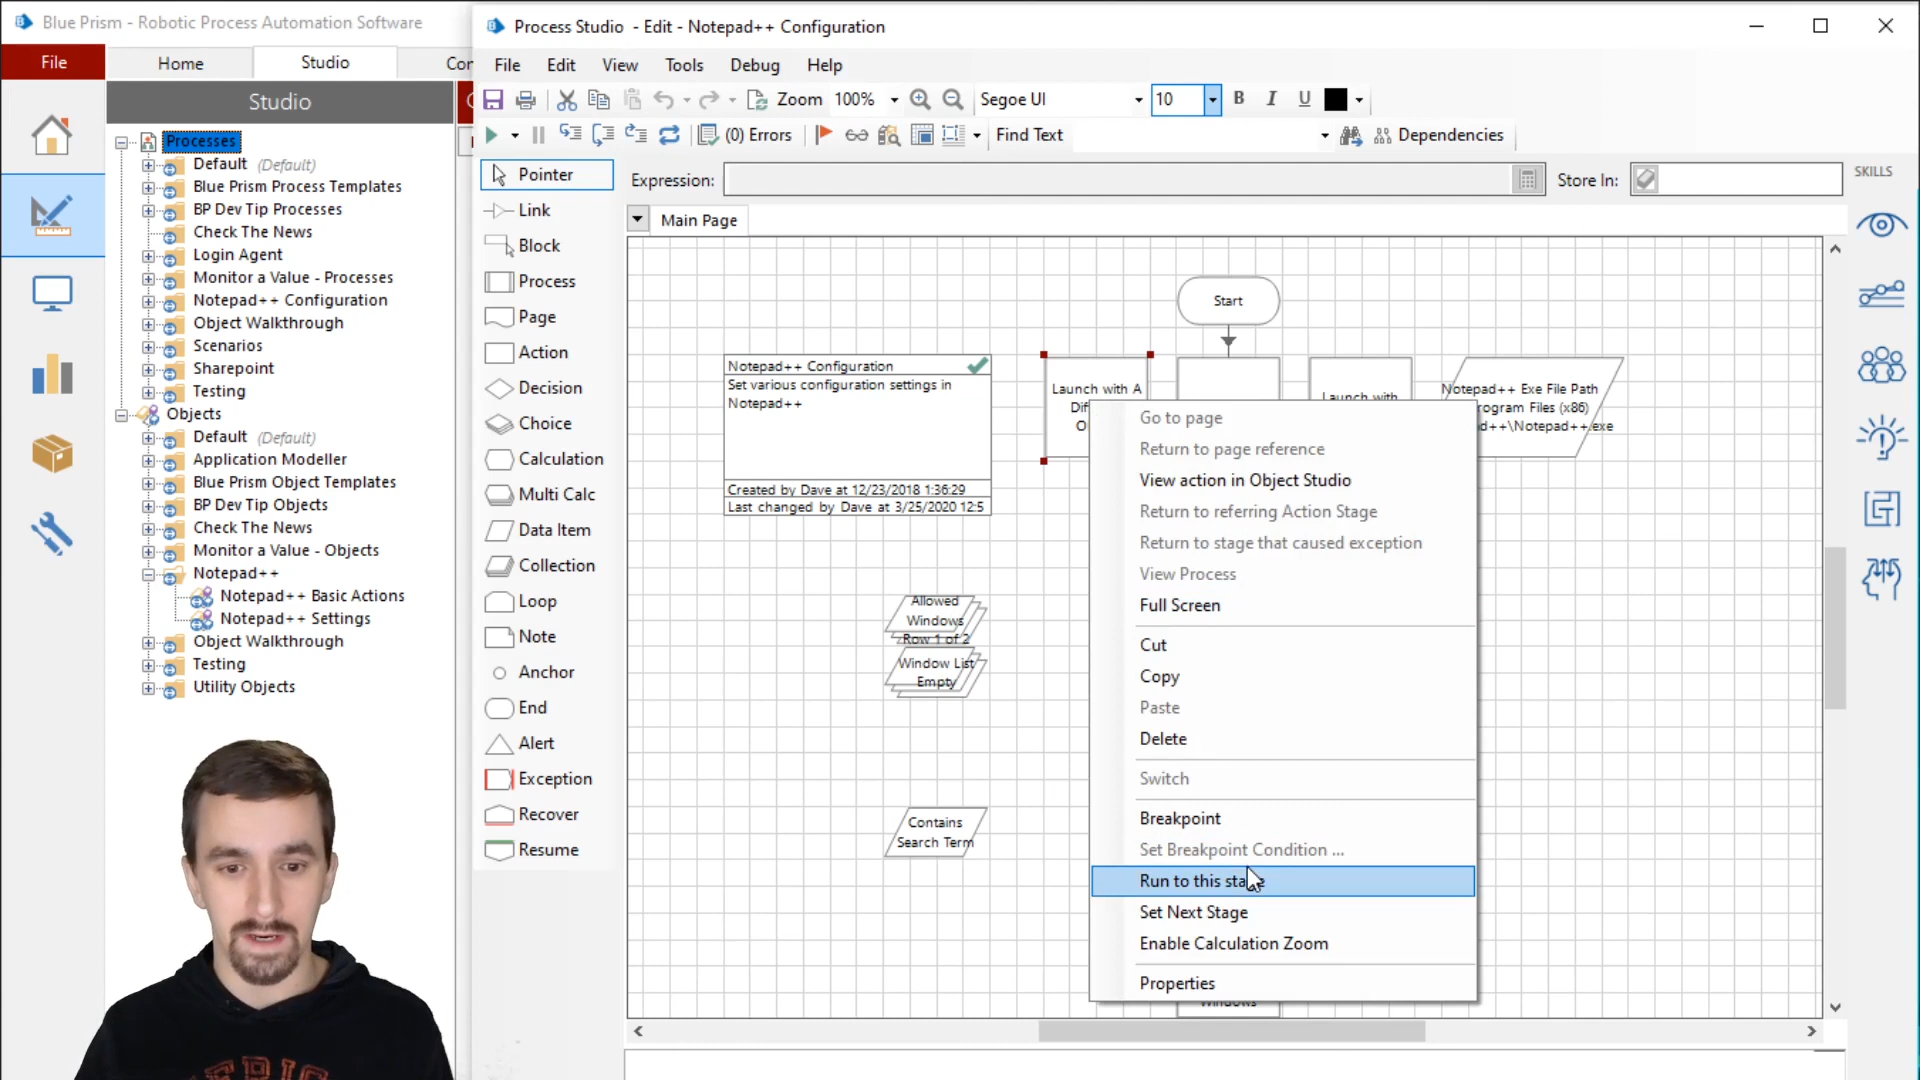 Blue Prism - Robotic Process Automation Software
File
Home
Studio
Studio
Processes
Default (Default)
Blue Prism Process Templates
BP Dev Tip Processes
Check The News
Login Agent
Monitor a Value - Processes
Notepad++ Configuration
Object Walkthrough
Scenarios
Sharepoint
Testing
Objects
Default (Default)
Application Modeller
Blue Prism Object Templates
BP Dev Tip Objects
Check The News
Monitor a Value - Objects
Notepad++
Notepad++ Basic Actions
Notepad++ Settings
Object Walkthrough
Testing
Utility Objects
Process Studio - Edit - Notepad++ Configuration
File Edit View Tools Debug Help
Zoom 100% Segoe UI 10 B I U
(0) Errors Find Text Dependencies
Pointer
Link
Block
Process
Page
Action
Decision
Choice
Calculation
Multi Calc
Data Item
Collection
Loop
Note
Anchor
End
Alert
Exception
Recover
Resume
Expression: Store In:
SKILLS
Main Page
Start
Notepad++ Configuration
Set various configuration settings in
Notepad++
Created by Dave at 12/23/2018 1:36:29
Last changed by Dave at 3/25/2020 12:5
Launch with A
Launch with
Notepad++ Exe File Path
rogram Files (x86)
d++\Notepad++.exe
Allowed
Windows
Row 1 of 2
Window List
Empty
Contains
Search Term
Go to page
Return to page reference
View action in Object Studio
Return to referring Action Stage
Return to stage that caused exception
View Process
Full Screen
Cut
Copy
Paste
Delete
Switch
Breakpoint
Set Breakpoint Condition ...
Run to this
Set Next Stage
Enable Calculation Zoom
Properties
Windows